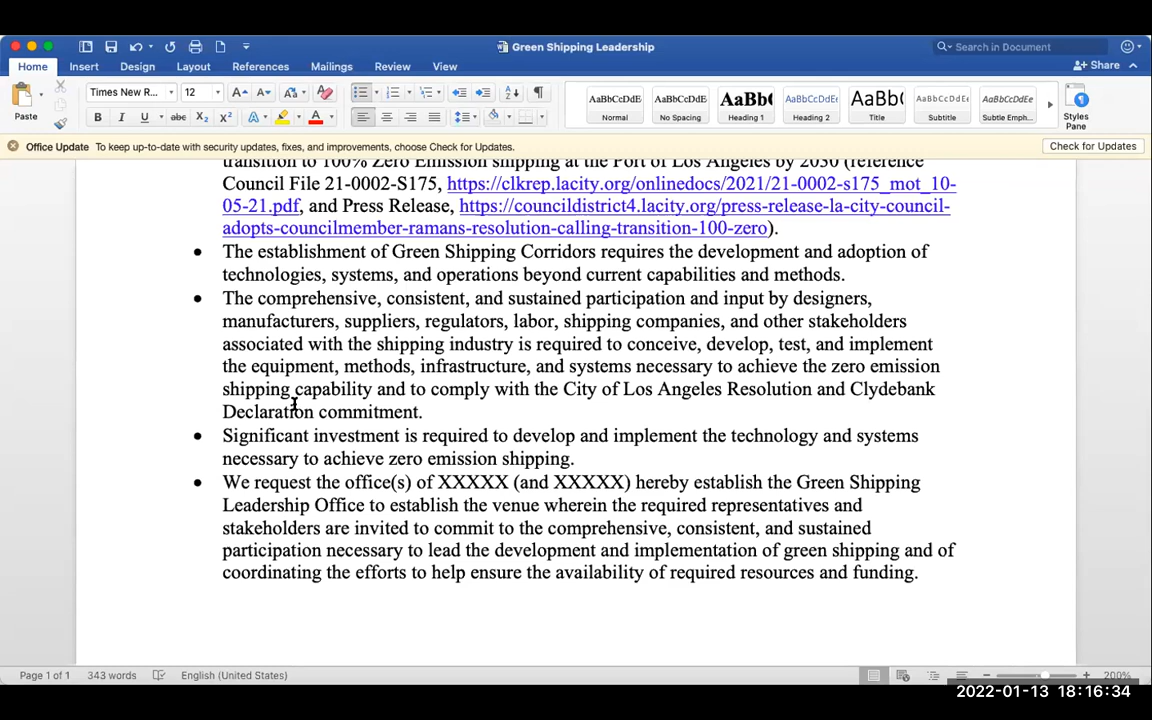 Green Shipping Leadership
Search in Document
Home Insert Design Layout References Mailings Review View
Share
Paste
Times New R... 12
AaBbCcDdE AaBbCcDdE AaBb( AaBbCcDdE AaBb( AaBbCcDdE AaBbCcDdEe
Normal No Spacing Heading 1 Heading 2 Title Subtitle Subtle Emph... Styles Pane
Office Update To keep up-to-date with security updates, fixes, and improvements, choose Check for Updates. Check for Updates
transition to 100% Zero Emission shipping at the Port of Los Angeles by 2030 (reference
Council File 21-0002-S175, https://clkrep.lacity.org/onlinedocs/2021/21-0002-s175_mot_10-
05-21.pdf, and Press Release, https://councildistrict4.lacity.org/press-release-la-city-council-
adopts-councilmember-ramans-resolution-calling-transition-100-zero).
• The establishment of Green Shipping Corridors requires the development and adoption of
technologies, systems, and operations beyond current capabilities and methods.
• The comprehensive, consistent, and sustained participation and input by designers,
manufacturers, suppliers, regulators, labor, shipping companies, and other stakeholders
associated with the shipping industry is required to conceive, develop, test, and implement
the equipment, methods, infrastructure, and systems necessary to achieve the zero emission
shipping capability and to comply with the City of Los Angeles Resolution and Clydebank
Declaration commitment.
• Significant investment is required to develop and implement the technology and systems
necessary to achieve zero emission shipping.
• We request the office(s) of XXXXX (and XXXXX) hereby establish the Green Shipping
Leadership Office to establish the venue wherein the required representatives and
stakeholders are invited to commit to the comprehensive, consistent, and sustained
participation necessary to lead the development and implementation of green shipping and of
coordinating the efforts to help ensure the availability of required resources and funding.
Page 1 of 1 343 words English (United States) 200%
2022-01-13 18:16:34